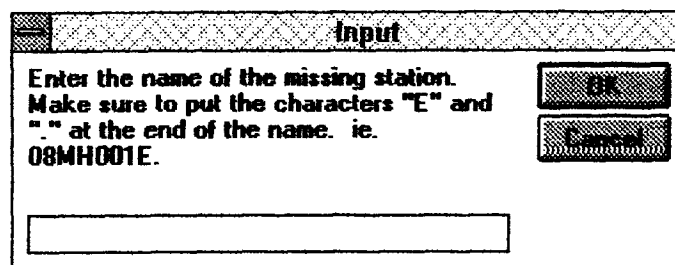 Input
Enter the name of the missing station.
Make sure to put the characters "E" and
"." at the end of the name. ie.
08MH001E.
OK
Cancel